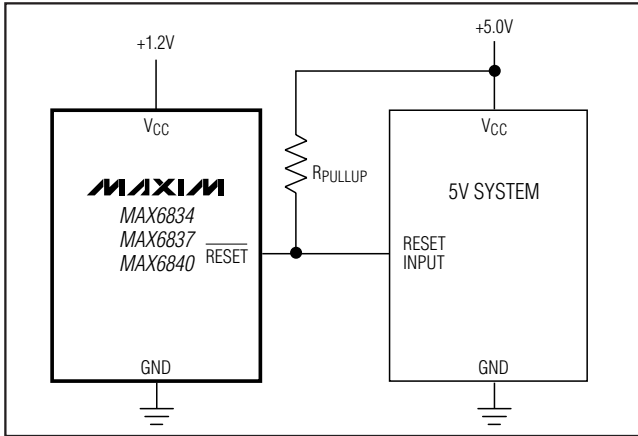 +1.2V
+5.0V
VCC
VCC
RPULLUP
MAXIM
MAX6834
MAX6837
MAX6840
RESET
5V SYSTEM
RESET
INPUT
GND
GND